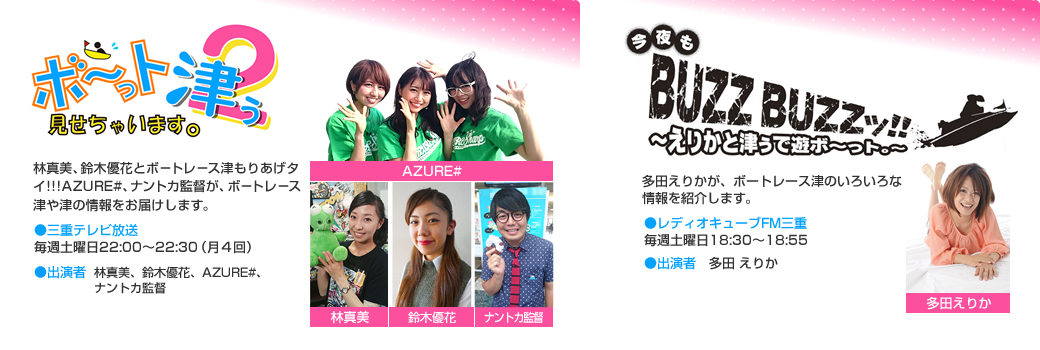 ボ〜っト津ぅ2
見せちゃいます。
林真美、鈴木優花とボートレース津もりあげタ
イ!!!AZURE#、ナントカ監督が、ボートレース
津や津の情報をお届けします。
●三重テレビ放送
毎週土曜日22:00〜22:30（月４回）
●出演者 林真美、鈴木優花、AZURE#、
ナントカ監督
AZURE#
林真美
鈴木優花
ナントカ監督
今夜も
BUZZ BUZZッ!!
〜えりかと津ぅで遊ボ〜っト。〜
多田えりかが、ボートレース津のいろいろな
情報を紹介します。
●レディオキューブFM三重
毎週土曜日18:30〜18:55
●出演者 多田 えりか
多田えりか